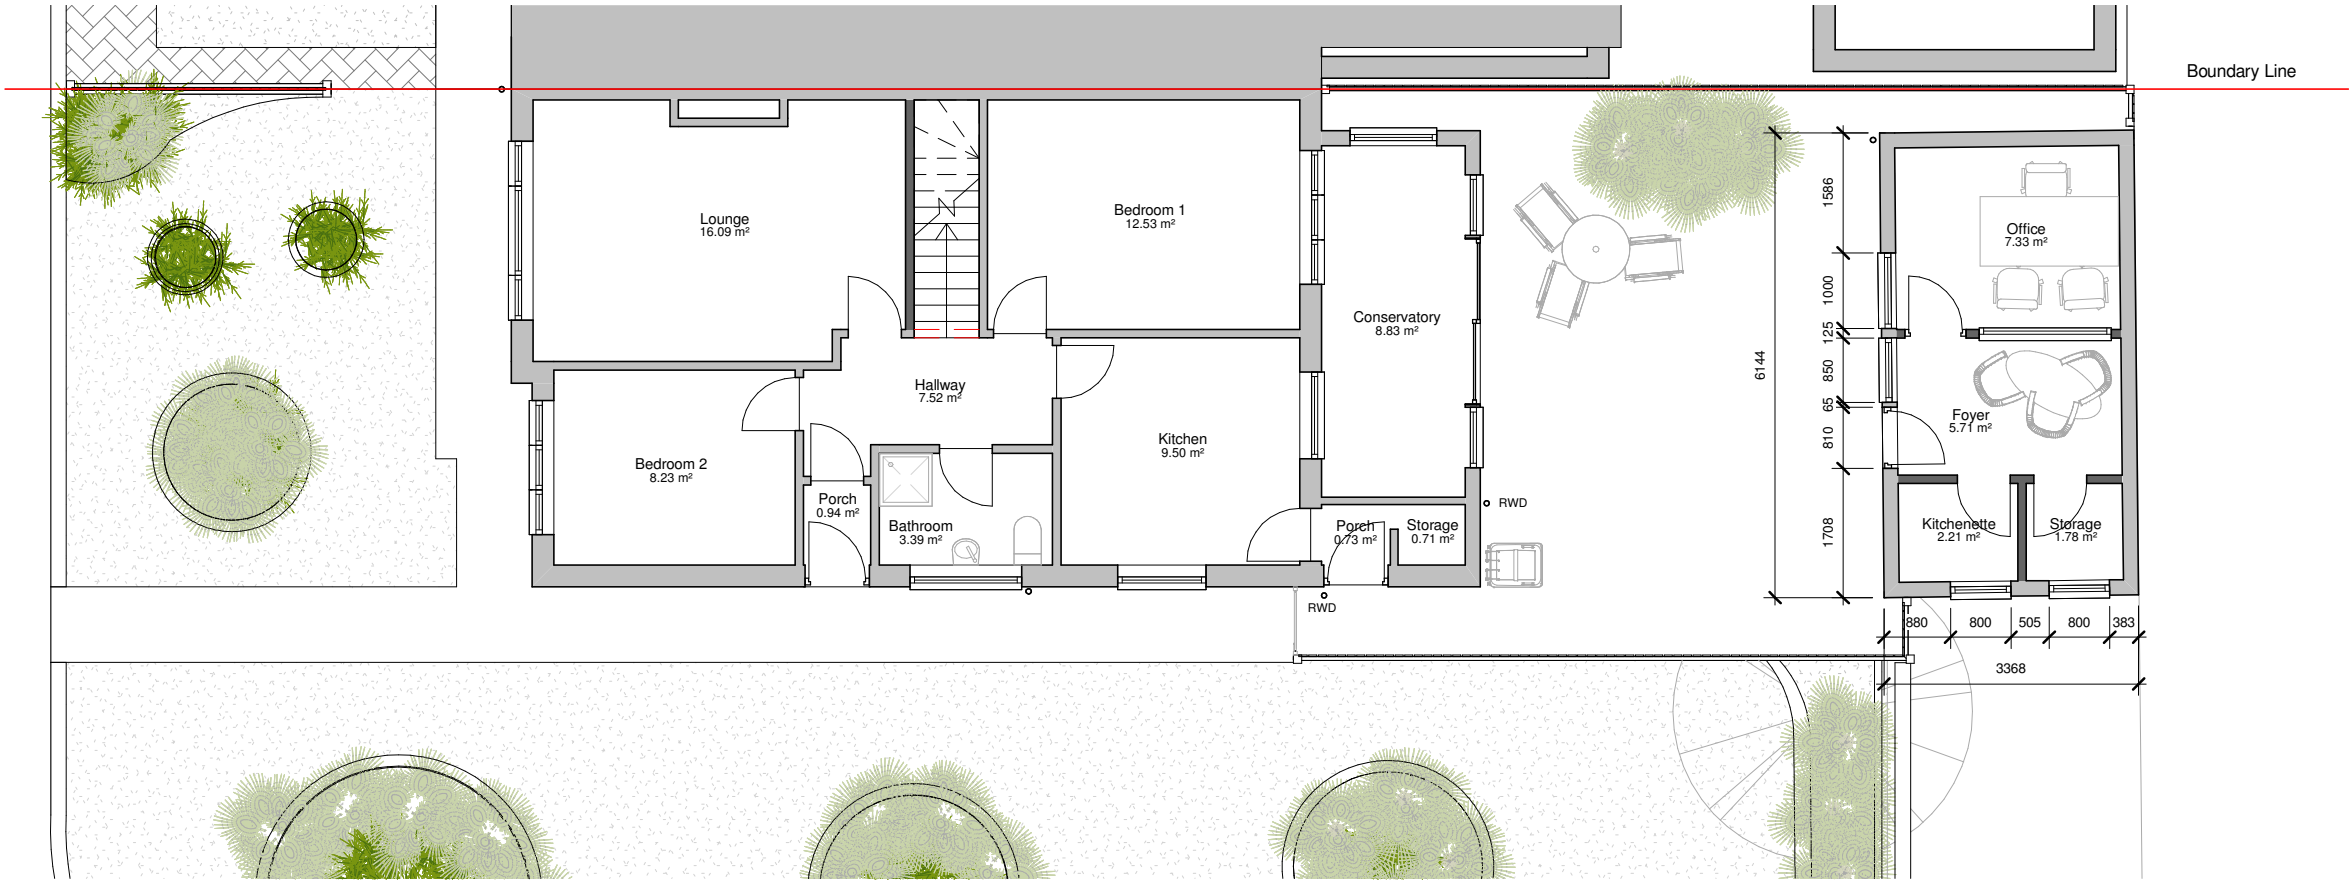 Boundary Line
Lounge
16.09 m²
Bedroom 1
12.53 m²
Conservatory
8.83 m²
Office
7.33 m²
Hallway
7.52 m²
Kitchen
9.50 m²
Bedroom 2
8.23 m²
Porch
0.94 m²
Bathroom
3.39 m²
Porch
0.73 m²
Storage
0.71 m²
RWD
RWD
Foyer
5.71 m²
Kitchenette
2.21 m²
Storage
1.78 m²
6144
1586
1000
125
850
65
810
1708
880
800
505
800
383
3368